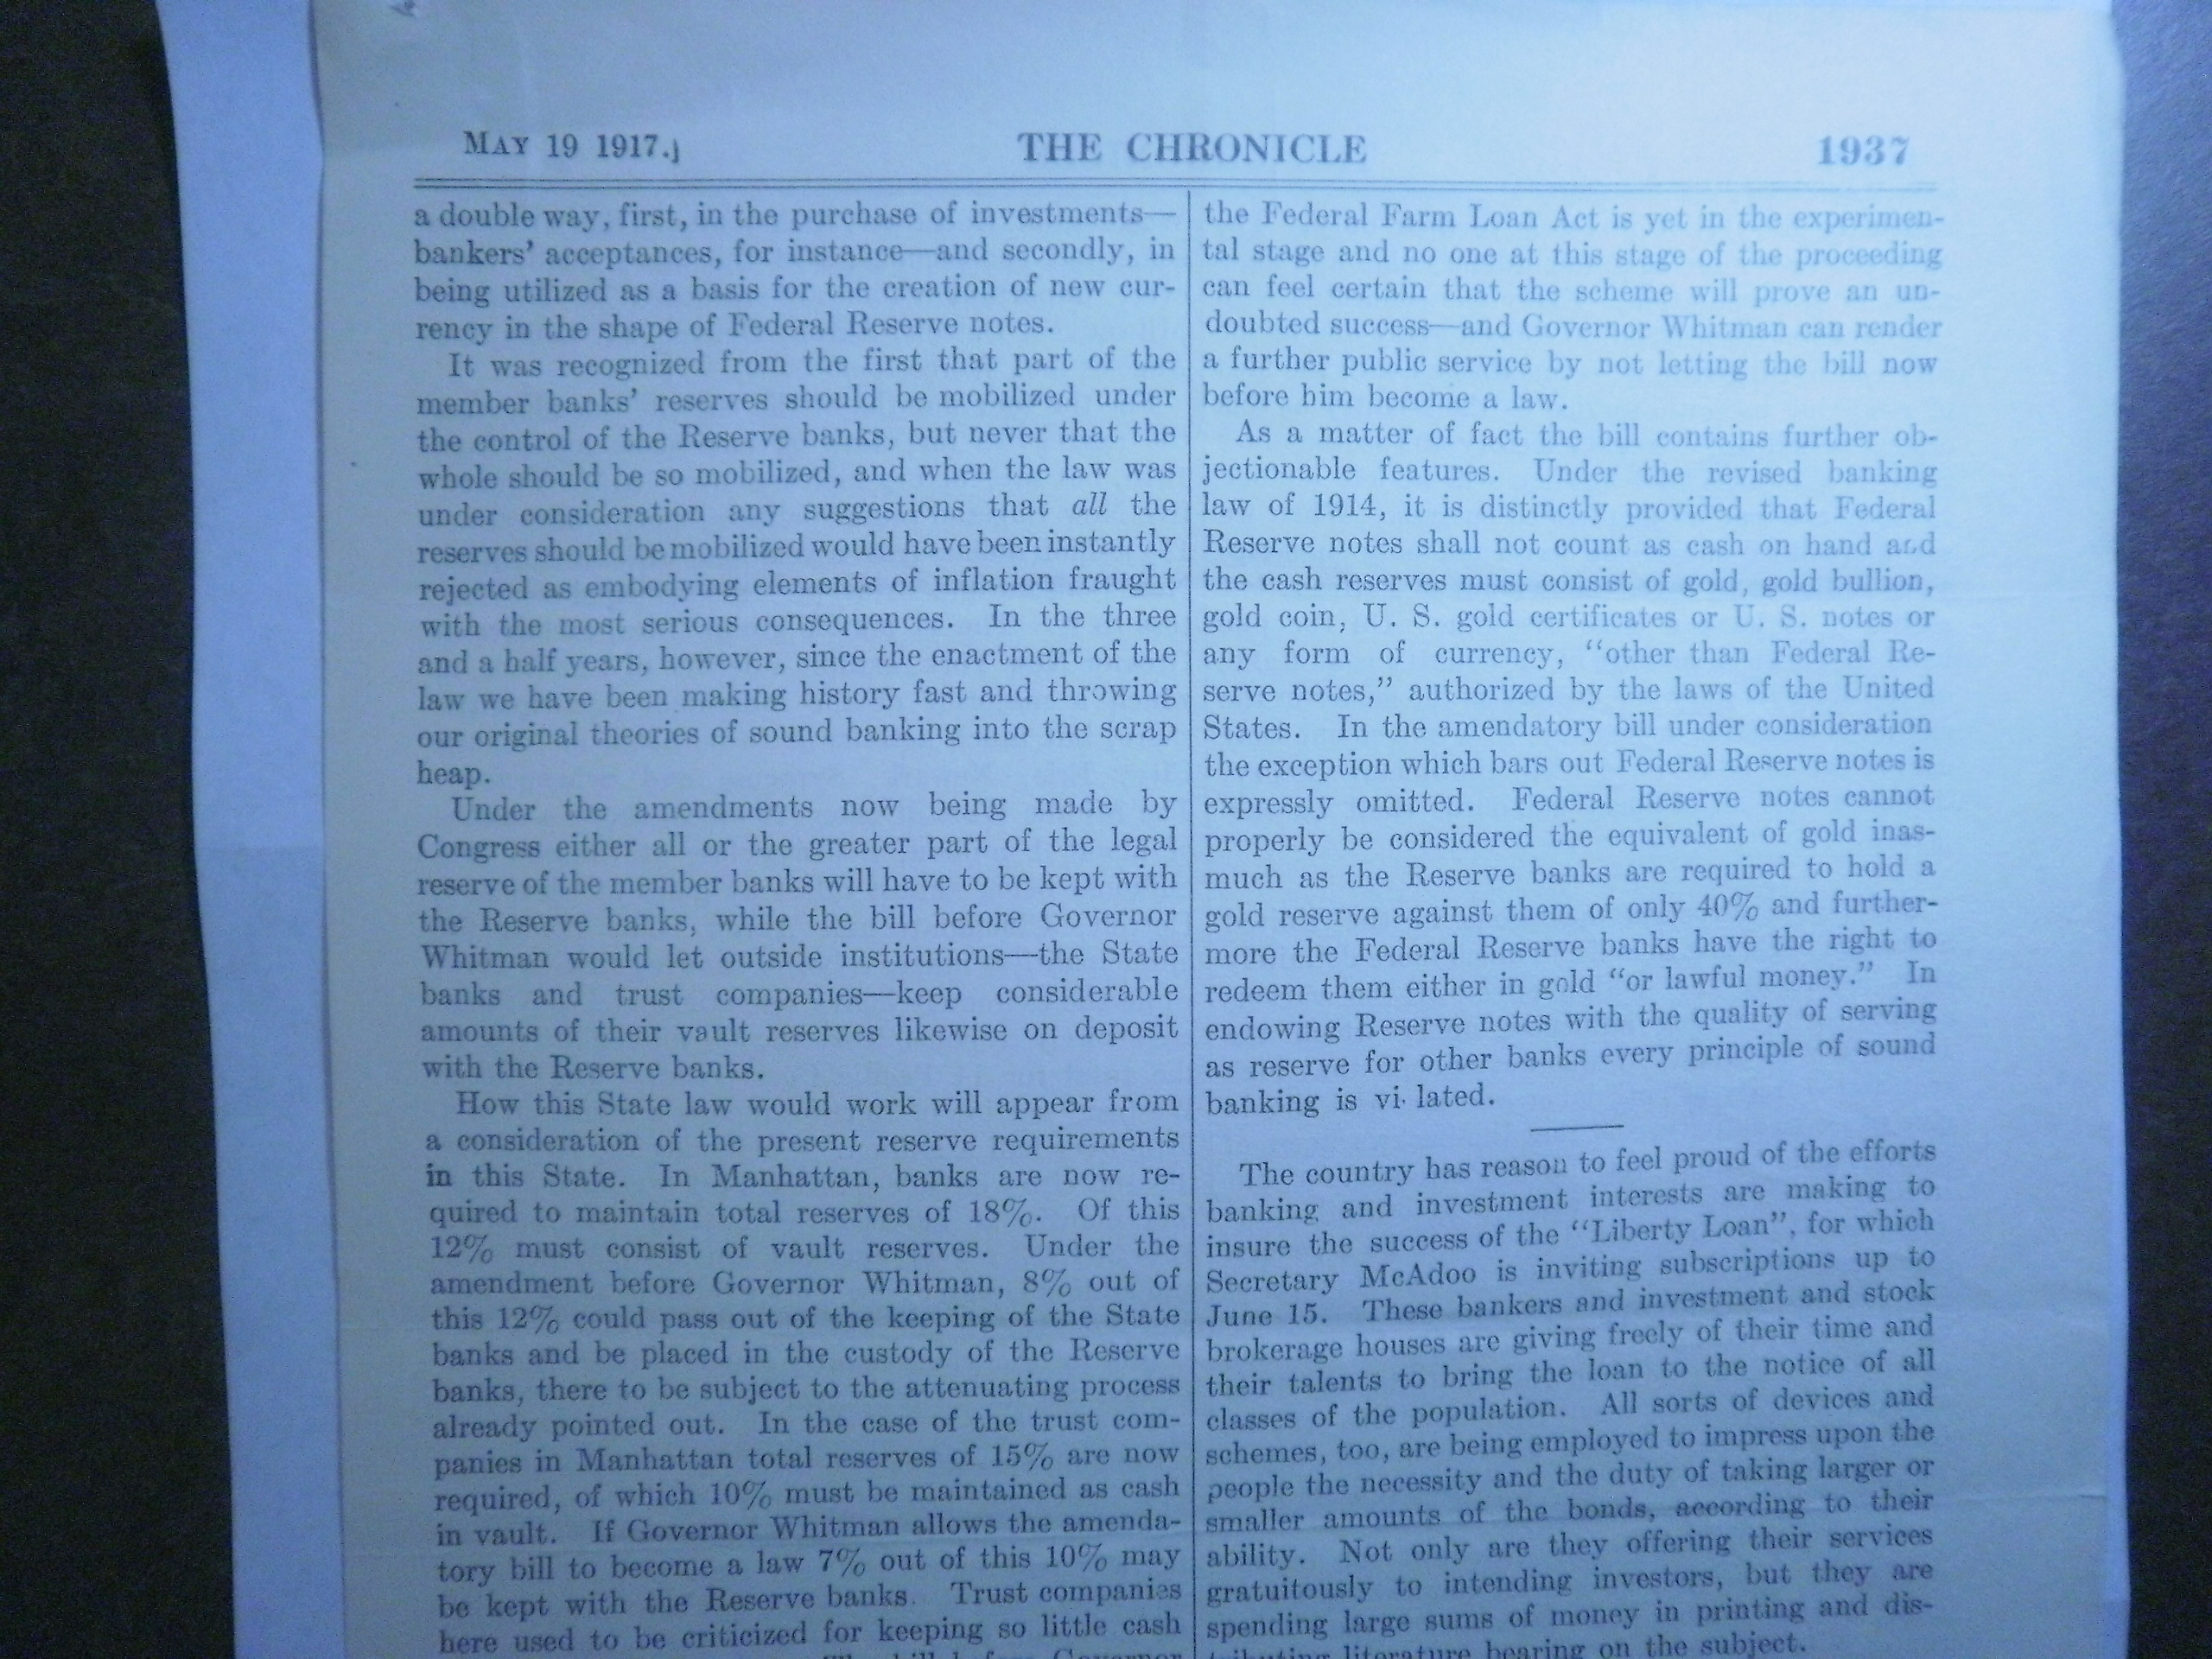 MAY 19 1917.]
THE CHRONICLE
1937
a double way, first, in the purchase of investments—
bankers' acceptances, for instance—and secondly, in
being utilized as a basis for the creation of new cur-
rency in the shape of Federal Reserve notes.
It was recognized from the first that part of the
member banks' reserves should be mobilized under
the control of the Reserve banks, but never that the
whole should be so mobilized, and when the law was
under consideration any suggestions that all the
reserves should be mobilized would have been instantly
rejected as embodying elements of inflation fraught
with the most serious consequences. In the three
and a half years, however, since the enactment of the
law we have been making history fast and throwing
our original theories of sound banking into the scrap
heap.
Under the amendments now being made by
Congress either all or the greater part of the legal
reserve of the member banks will have to be kept with
the Reserve banks, while the bill before Governor
Whitman would let outside institutions—the State
banks and trust companies—keep considerable
amounts of their vault reserves likewise on deposit
with the Reserve banks.
How this State law would work will appear from
a consideration of the present reserve requirements
in this State. In Manhattan, banks are now re-
quired to maintain total reserves of 18%. Of this
12% must consist of vault reserves. Under the
amendment before Governor Whitman, 8% out of
this 12% could pass out of the keeping of the State
banks and be placed in the custody of the Reserve
banks, there to be subject to the attenuating process
already pointed out. In the case of the trust com-
panies in Manhattan total reserves of 15% are now
required, of which 10% must be maintained as cash
in vault. If Governor Whitman allows the amenda-
tory bill to become a law 7% out of this 10% may
be kept with the Reserve banks. Trust companies
here used to be criticized for keeping so little cash
bill before Governor
the Federal Farm Loan Act is yet in the experimen-
tal stage and no one at this stage of the proceeding
can feel certain that the scheme will prove an un-
doubted success—and Governor Whitman can render
a further public service by not letting the bill now
before him become a law.
As a matter of fact the bill contains further ob-
jectionable features. Under the revised banking
law of 1914, it is distinctly provided that Federal
Reserve notes shall not count as cash on hand and
the cash reserves must consist of gold, gold bullion,
gold coin, U. S. gold certificates or U. S. notes or
any form of currency, "other than Federal Re-
serve notes," authorized by the laws of the United
States. In the amendatory bill under consideration
the exception which bars out Federal Reserve notes is
expressly omitted. Federal Reserve notes cannot
properly be considered the equivalent of gold inas-
much as the Reserve banks are required to hold a
gold reserve against them of only 40% and further-
more the Federal Reserve banks have the right to
redeem them either in gold "or lawful money." In
endowing Reserve notes with the quality of serving
as reserve for other banks every principle of sound
banking is vi lated.
The country has reason to feel proud of the efforts
banking and investment interests are making to
insure the success of the "Liberty Loan", for which
Secretary McAdoo is inviting subscriptions up to
June 15. These bankers and investment and stock
brokerage houses are giving freely of their time and
their talents to bring the loan to the notice of all
classes of the population. All sorts of devices and
schemes, too, are being employed to impress upon the
people the necessity and the duty of taking larger or
smaller amounts of the bonds, according to their
ability. Not only are they offering their services
gratuitously to intending investors, but they are
spending large sums of money in printing and dis-
tributing literature bearing on the subject.